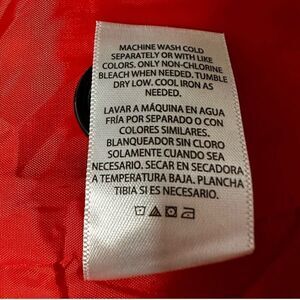 MACHINE WASH COLD
SEPARATELY OR WITH LIKE
COLORS. ONLY NON-CHLORINE
BLEACH WHEN NEEDED. TUMBLE
DRY LOW. COOL IRON AS
NEEDED.
LAVAR A MÁQUINA EN AGUA
FRÍA POR SEPARADO O CON
COLORES SIMILARES.
BLANQUEADOR SIN CLORO
SOLAMENTE CUANDO SEA
NECESARIO. SECAR EN SECADORA
A TEMPERATURA BAJA. PLANCHA
TIBIA SI ES NECESARIO.